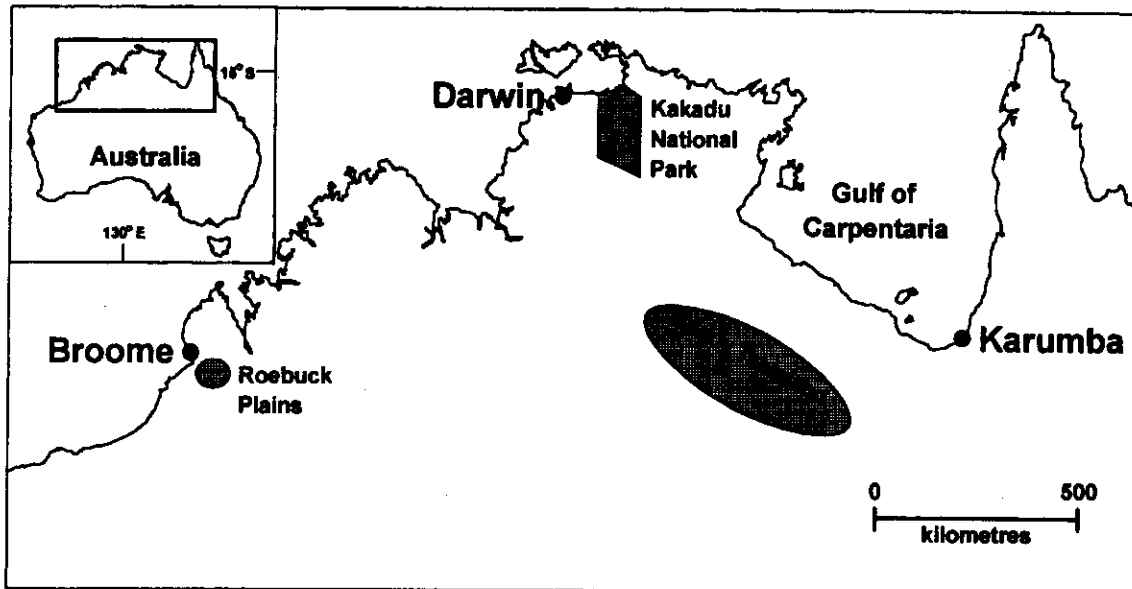 15° S
Australia
130° E
Darwin
Kakadu
National
Park
Gulf of
Carpentaria
Broome
Roebuck
Plains
Karumba
0 500
kilometres